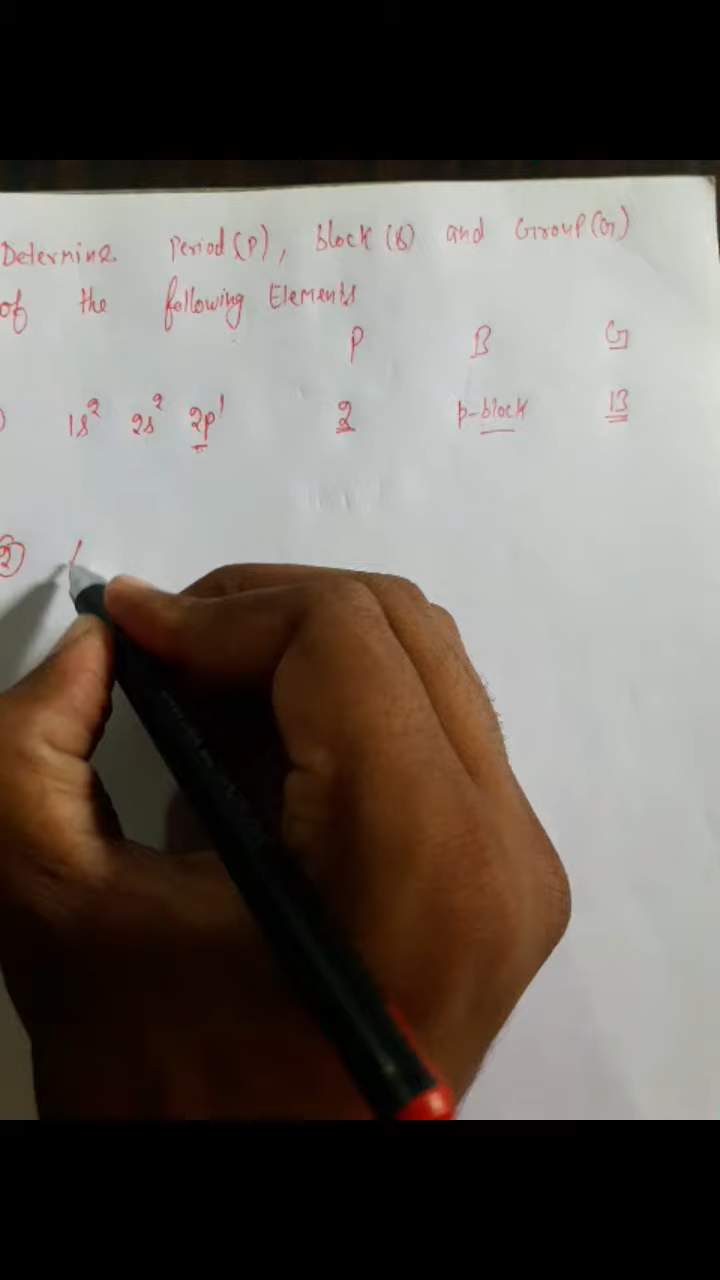 Determine Period (P), block (B) and Group (G)
of the following Elements
P B G
) 1s² 2s² 2p¹ 2 p-block 13
②